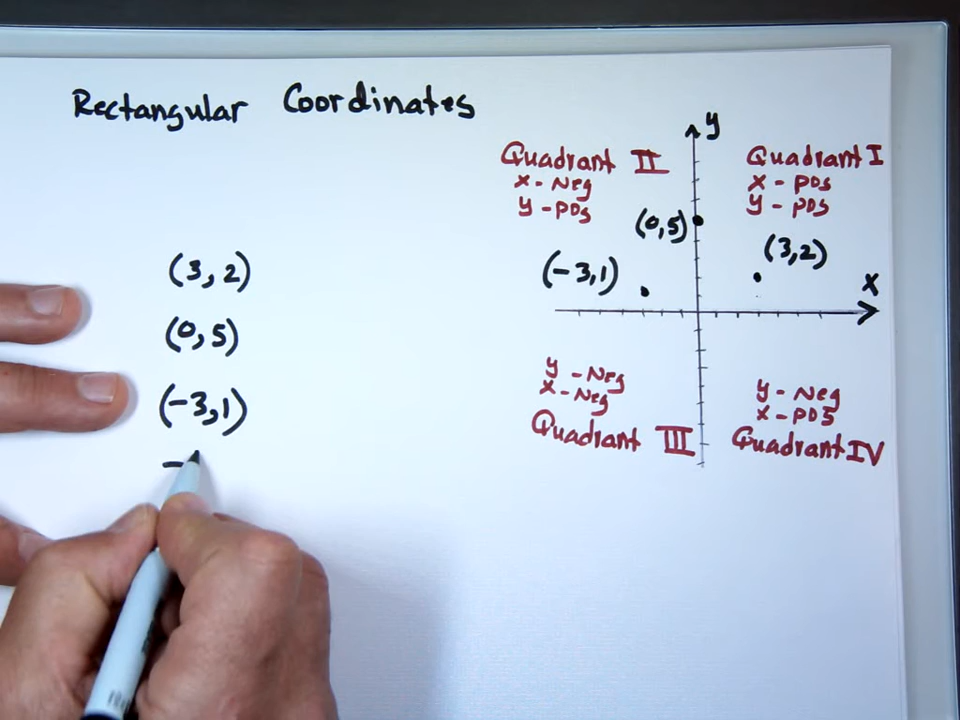 Rectangular Coordinates
(3, 2)
(0, 5)
(-3, 1)
-
y
x
Quadrant II
x - Neg
y - Pos
Quadrant I
x - pos
y - pos
(0, 5)
(3, 2)
(-3, 1)
y - Neg
x - Neg
Quadrant III
y - Neg
x - pos
Quadrant IV